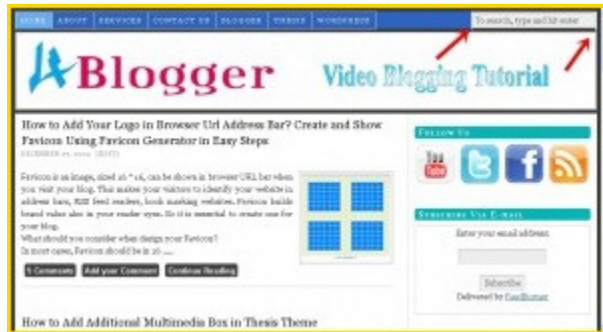 HOME ABOUT SERVICES CONTACT US BLOGGER THESIS WORDPRESS
To search, type and hit enter
4Blogger
Video Blogging Tutorial
How to Add Your Logo in Browser Url Address Bar? Create and Show
Favicon Using Favicon Generator in Easy Steps
Favicon is an image, sized 16 * 16, can be shown in browser URL bar when
you visit your blog. This makes your visitors to identify your website in
address bars, RSS feed readers, book marking websites. Favicon builds
brand value also in your reader eyes. So it is essential to create one for
your blog.
What should you consider when design your Favicon?
In most cases, Favicon should be in 16 .....
5 Comments Add your Comment Continue Reading
How to Add Additional Multimedia Box in Thesis Theme
Follow Us
You
Tube
Subscribe Via E-mail
Enter your email address:
Subscribe
Delivered by FeedBurner